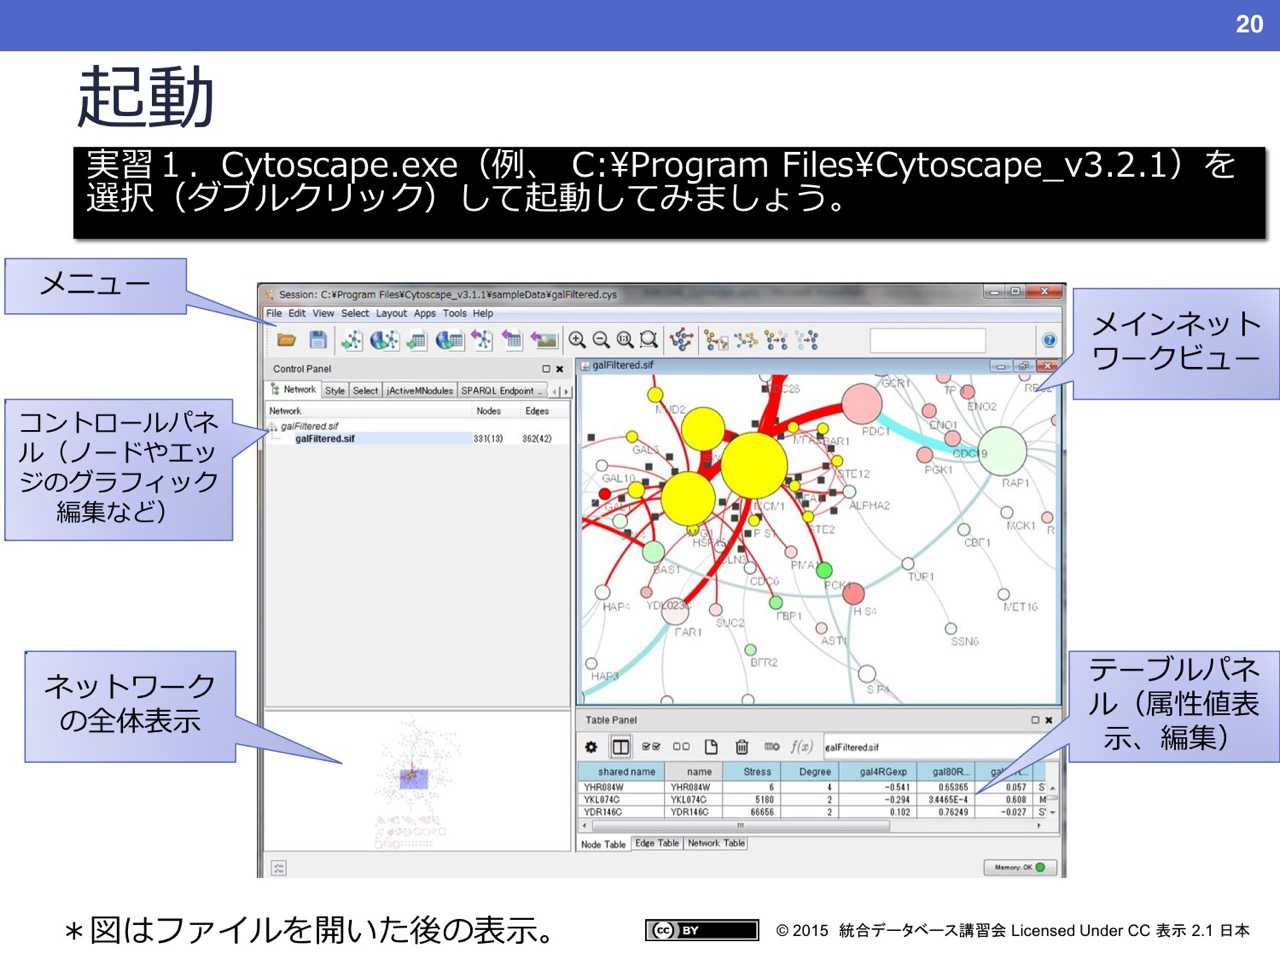 20
起動
実習１．Cytoscape.exe（例、 C:¥Program Files¥Cytoscape_v3.2.1）を
選択（ダブルクリック）して起動してみましょう。
メニュー
コントロールパネ
ル（ノードやエッ
ジのグラフィック
編集など）
ネットワーク
の全体表示
メインネット
ワークビュー
テーブルパネ
ル（属性値表
示、編集）
Session: C:¥Program Files¥Cytoscape_v3.1.1¥sampleData¥galFiltered.cys
File Edit View Select Layout Apps Tools Help
Control Panel
Network Style Select jActiveMNodules SPARQL Endpoint ...
Network Nodes Edges
galFiltered.sif
galFiltered.sif 331(13) 362(42)
galFiltered.sif
GCR1
ENO2
ENO1
PDC1
CDC19
PGK1
RAP1
BAR1
STE12
ALPHA2
GAL10
MCK1
CBF1
TUP1
BAS1
CDC6
PCK1
HAP4
FBP1
MET16
SUC2
AST1
SSN6
BFR2
HAP3
SIP4
Table Panel
f(x) galFiltered.sif
shared name name Stress Degree gal4RGexp gal80R...
YHR084W YHR084W 6 4 -0.541 0.65365 0.057 S
YKL074C YKL074C 5180 2 -0.294 3.4465E-4 0.608 M
YDR146C YDR146C 66656 2 0.102 0.76249 -0.027 S
Node Table Edge Table Network Table
Memory: OK
＊図はファイルを開いた後の表示。
cc BY
© 2015 統合データベース講習会 Licensed Under CC 表示 2.1 日本